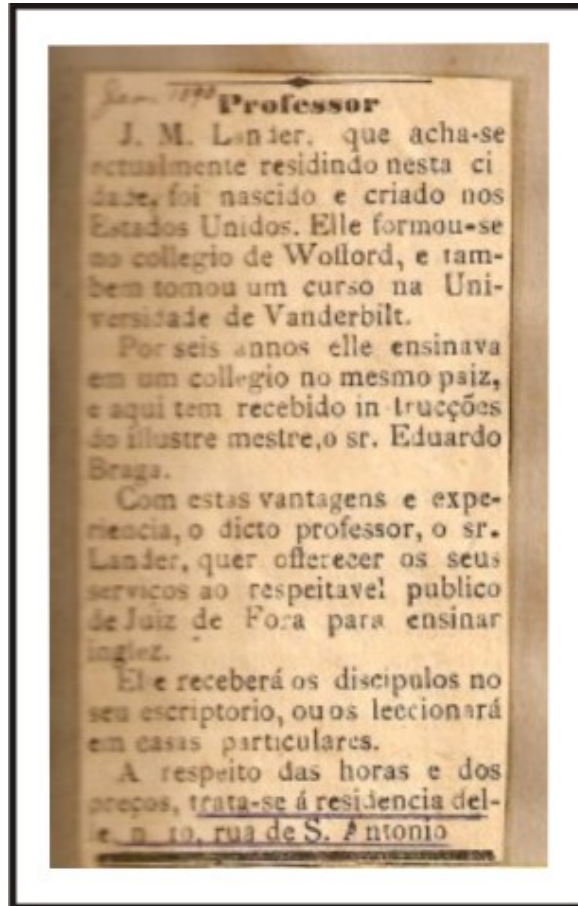 Jan. 1890
Professor
J. M. Lander, que acha-se
actualmente residindo nesta ci
dade, foi nascido e criado nos
Estados Unidos. Elle formou-se
no collegio de Wofford, e tam-
bem tomou um curso na Uni-
versidade de Vanderbilt.
Por seis annos elle ensinava
em um collegio no mesmo paiz,
e aqui tem recebido in trucções
do illustre mestre, o sr. Eduardo
Braga.
Com estas vantagens e expe-
riencia, o dicto professor, o sr.
Lander, quer offerecer os seus
serviços ao respeitavel publico
de Juiz de Fora para ensinar
inglez.
Elle receberá os discipulos no
seu escriptorio, ou os leccionará
em casas particulares.
A respeito das horas e dos
preços, trata-se á residencia del-
e, n. 10, rua de S. Antonio